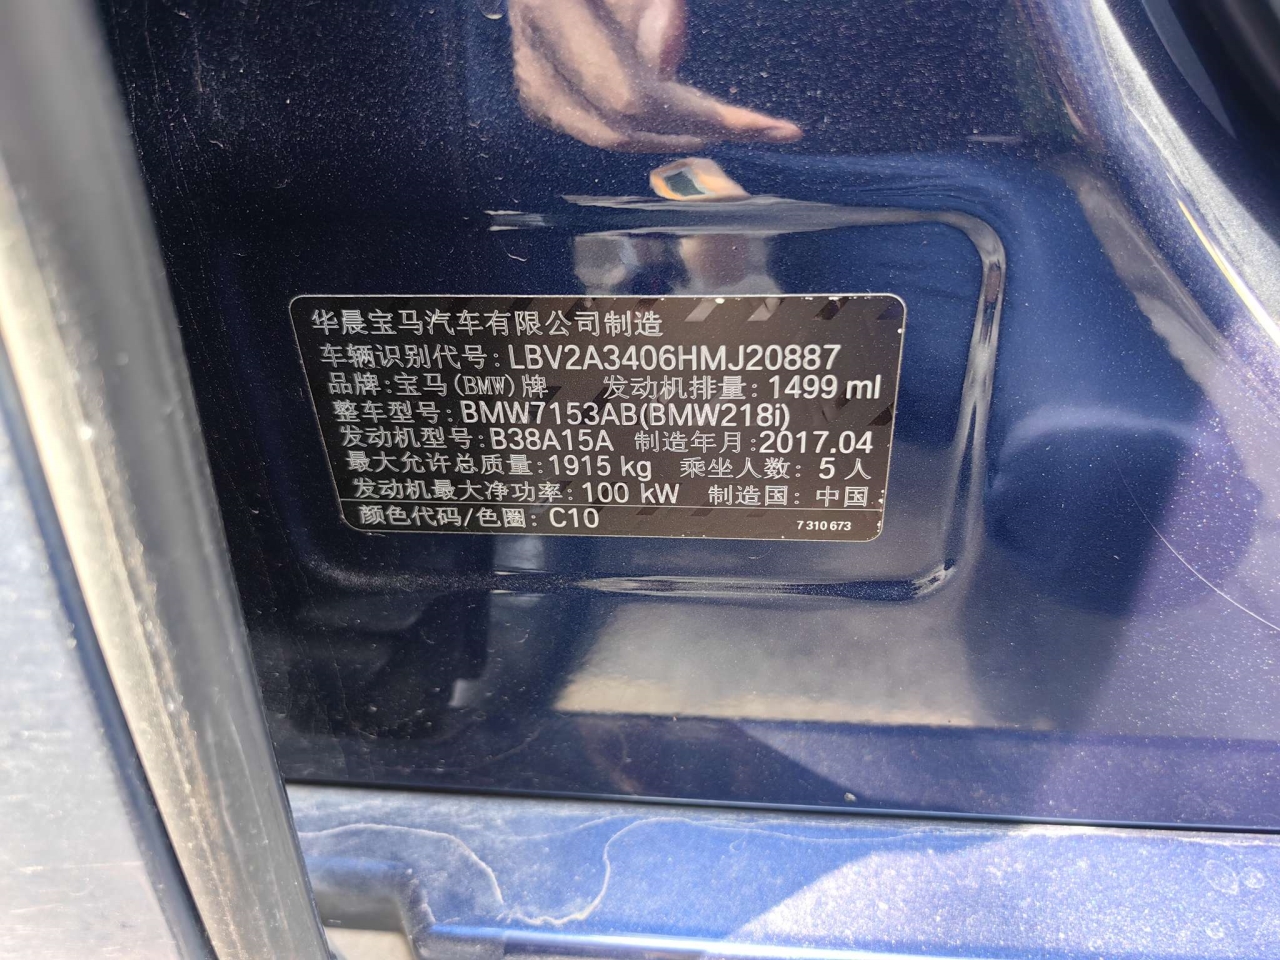 华晨宝马汽车有限公司制造
车辆识别代号: LBV2A3406HMJ20887
品牌: 宝马(BMW)牌 发动机排量: 1499 ml
整车型号: BMW7153AB(BMW218i)
发动机型号: B38A15A 制造年月: 2017.04
最大允许总质量: 1915 kg 乘坐人数: 5人
发动机最大净功率: 100 kW 制造国: 中国
颜色代码/色圈: C10 7 310 673